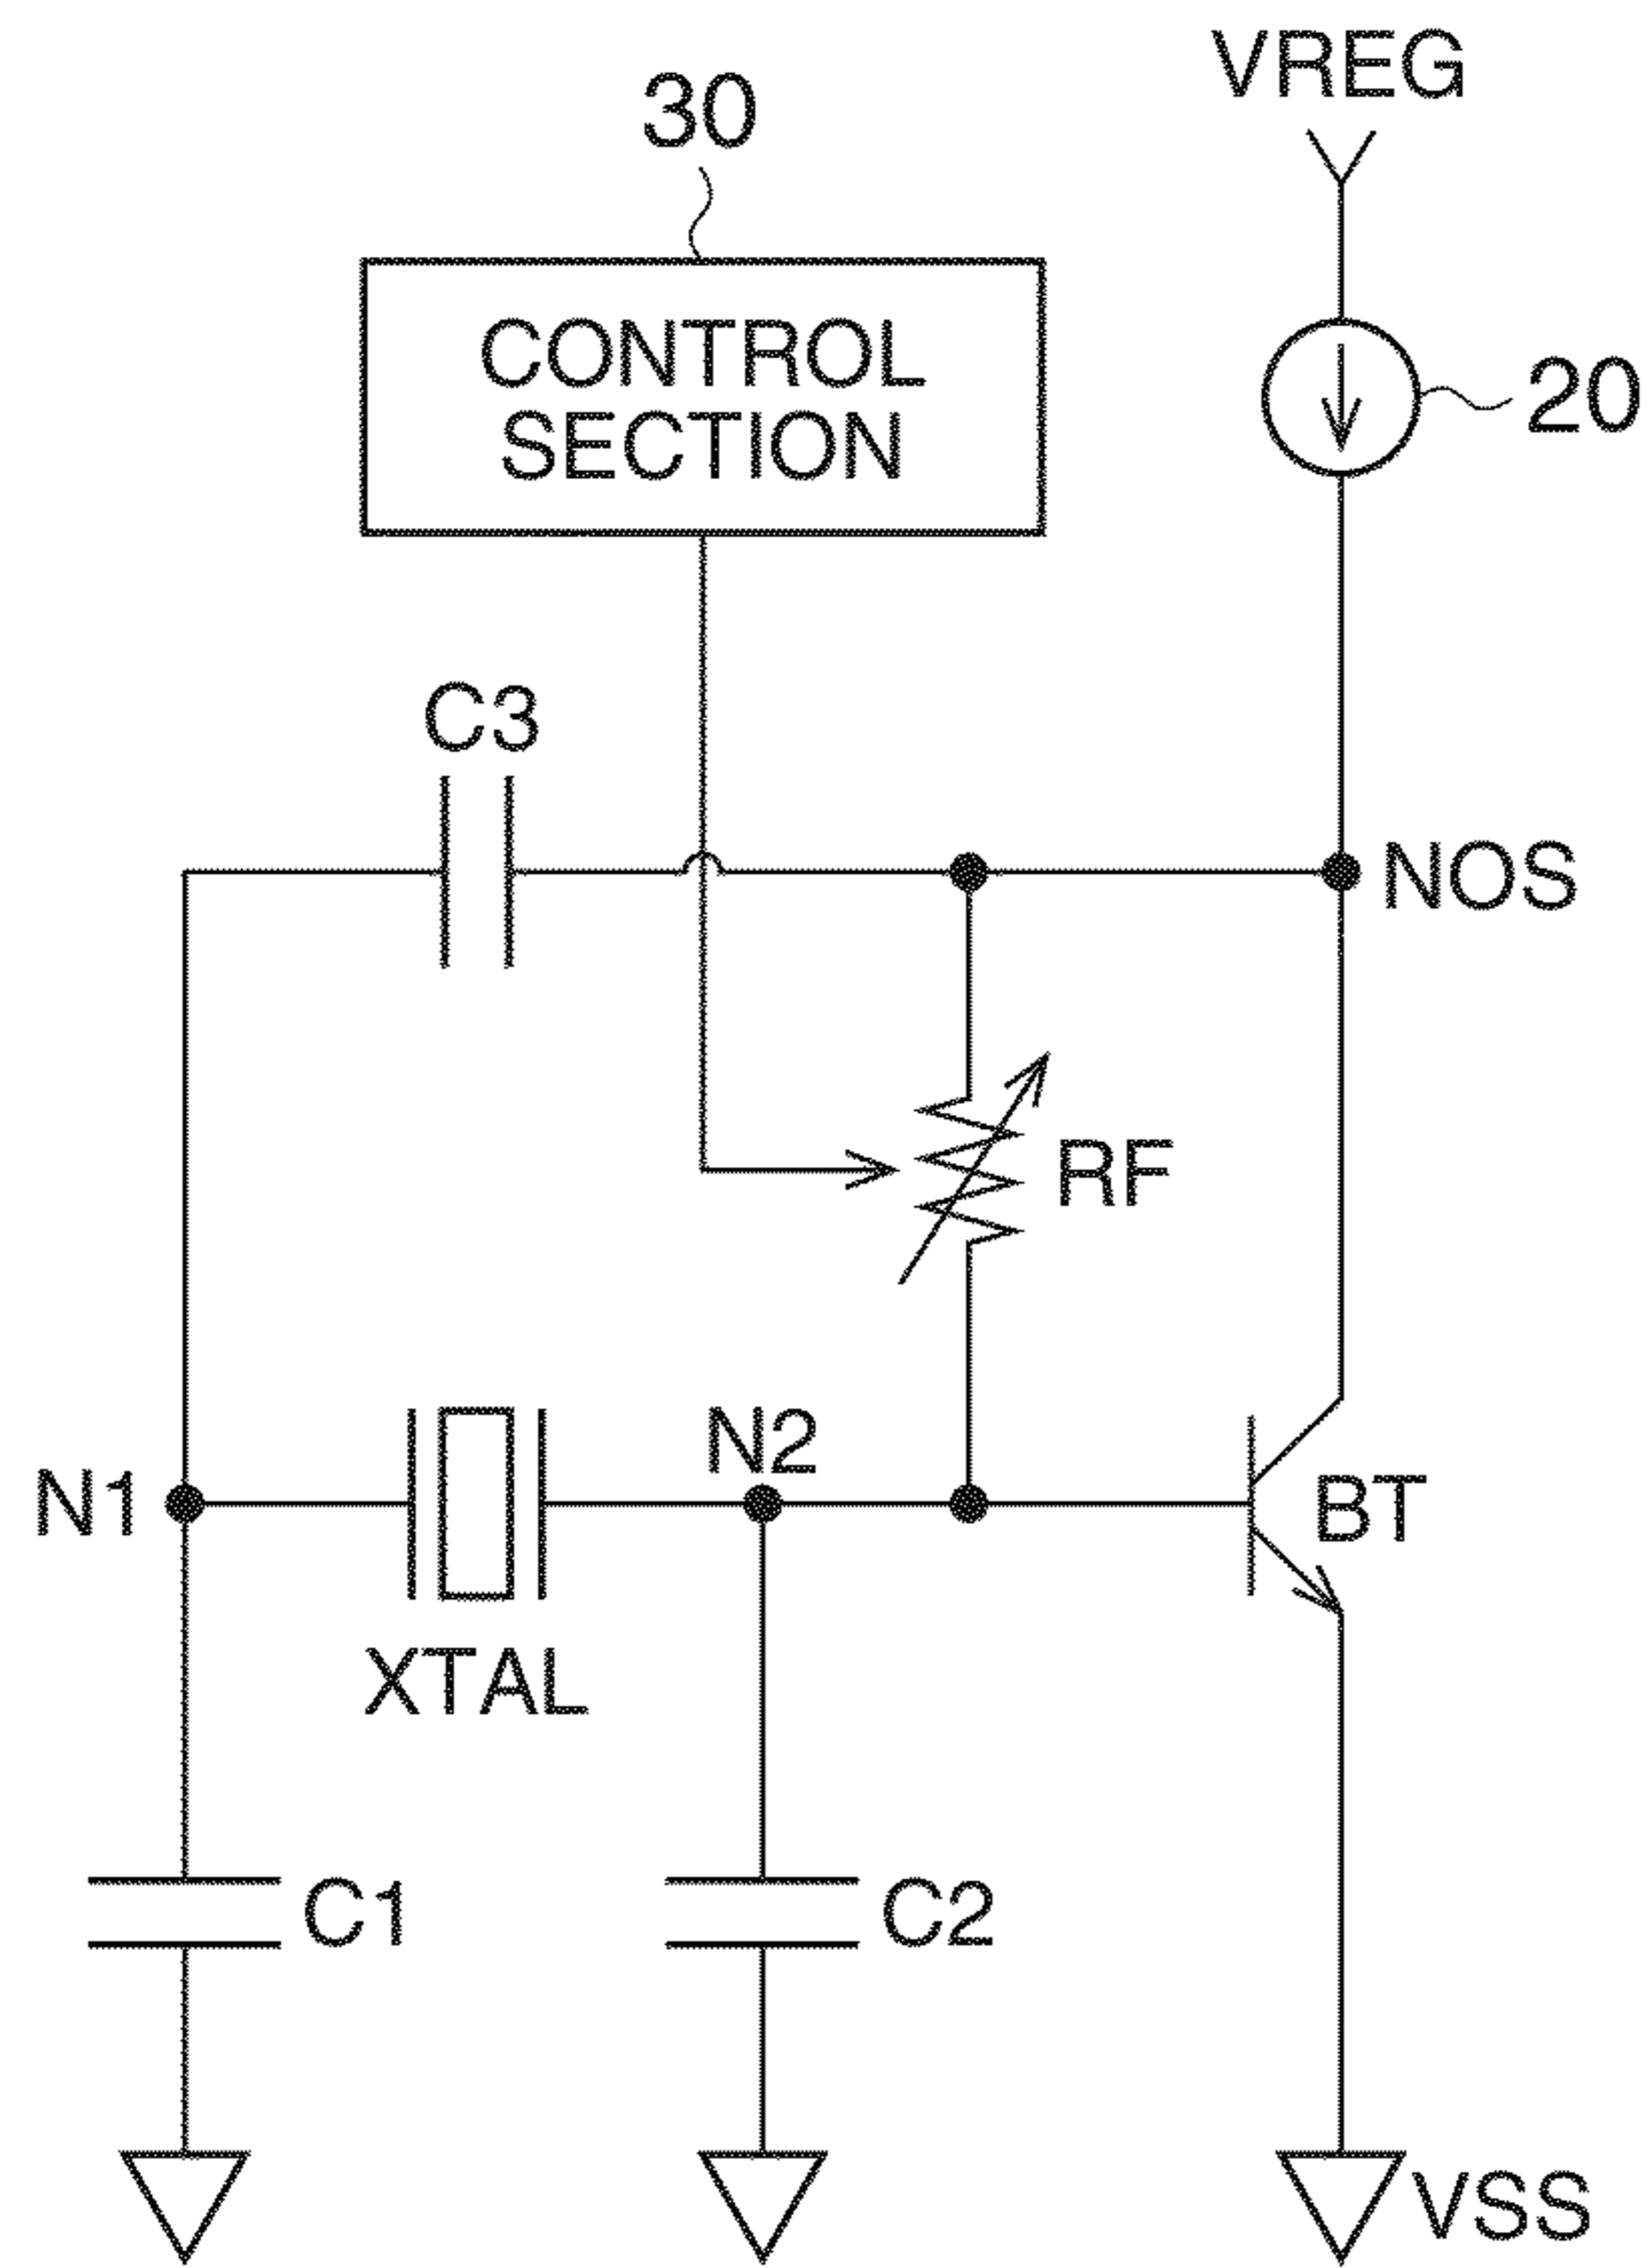 VREG
30
CONTROL
SECTION
20
C3
NOS
RF
N2
N1
BT
XTAL
C1
C2
VSS